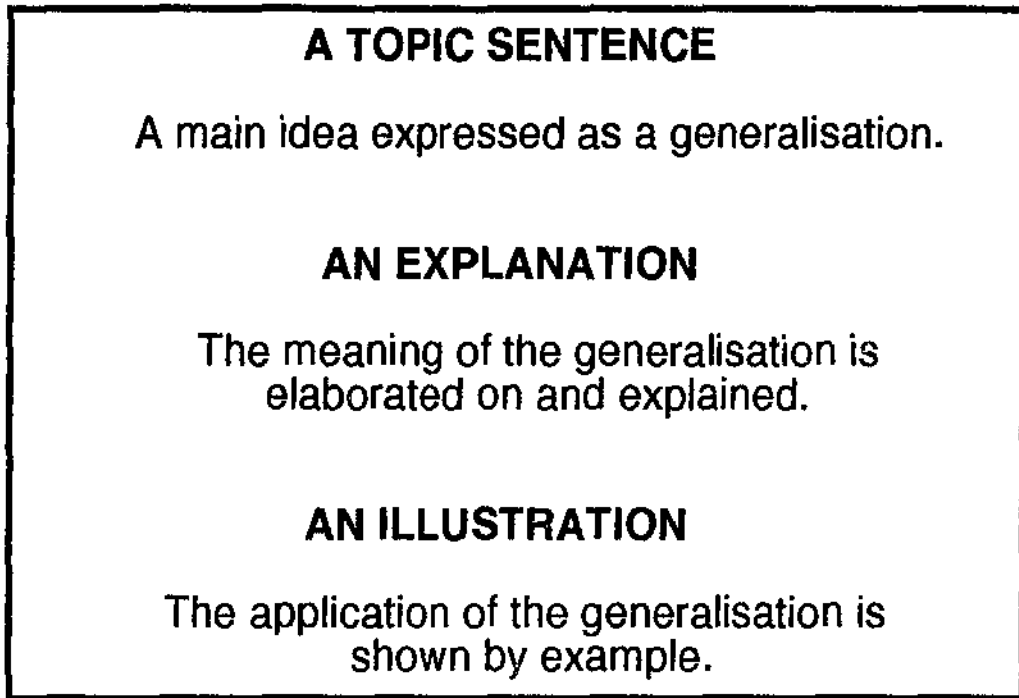 A TOPIC SENTENCE
A main idea expressed as a generalisation.
AN EXPLANATION
The meaning of the generalisation is
elaborated on and explained.
AN ILLUSTRATION
The application of the generalisation is
shown by example.